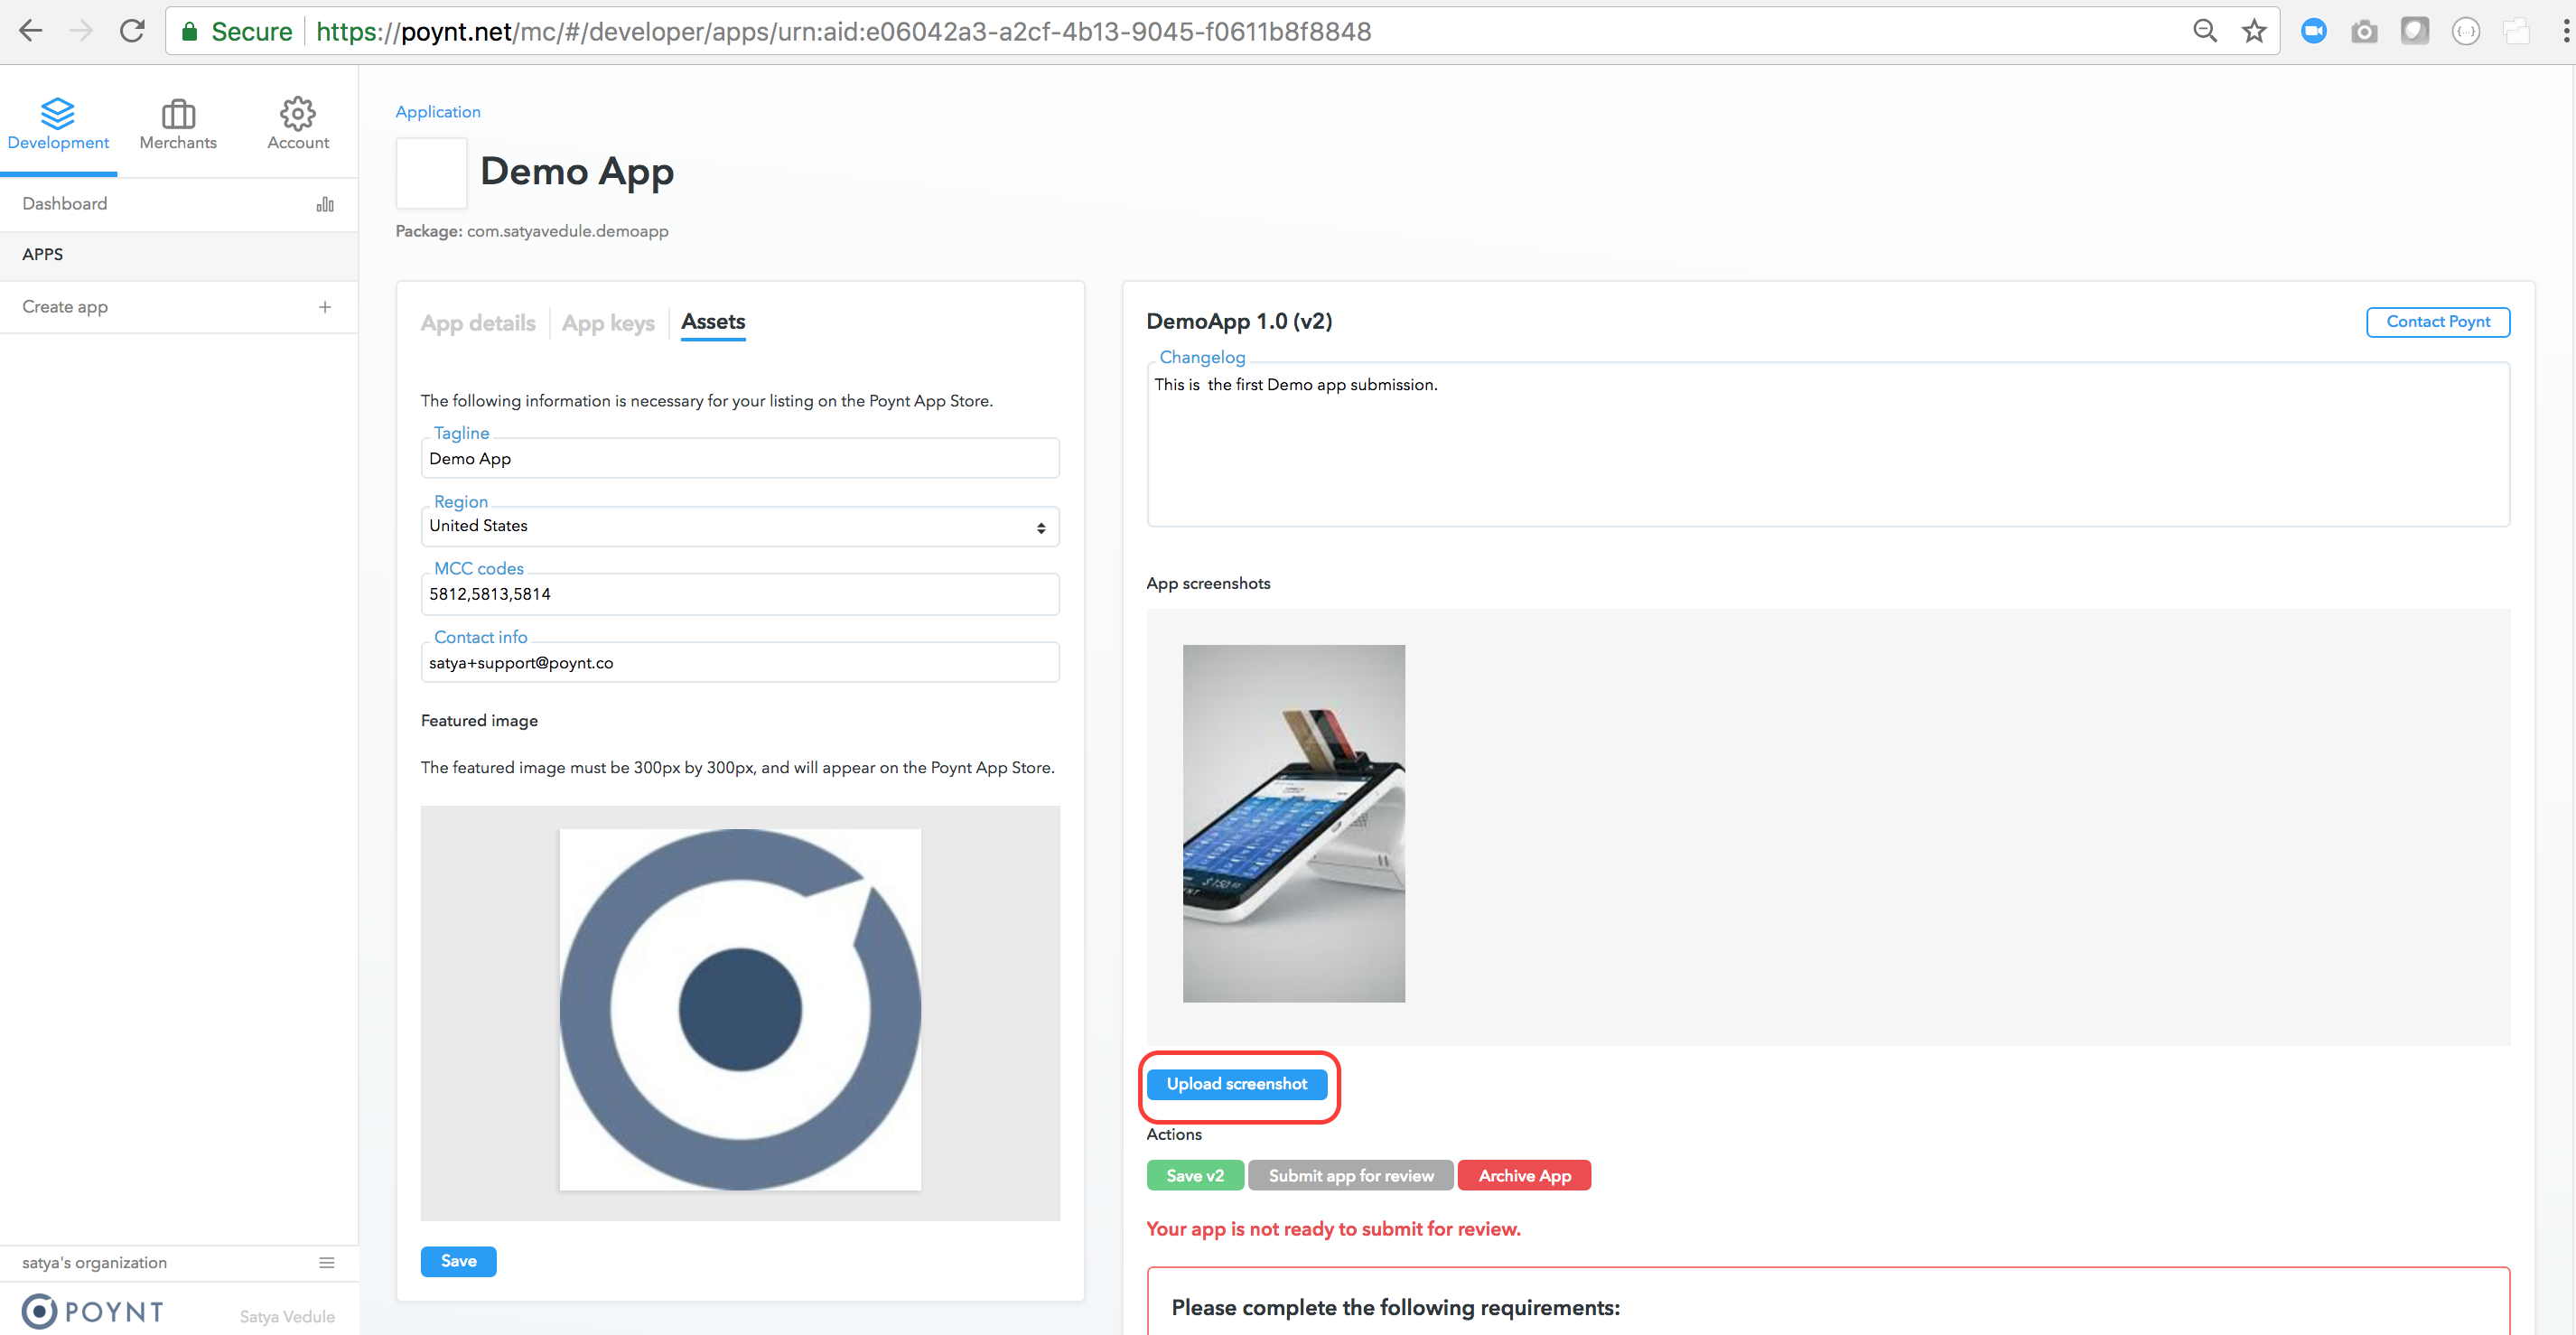 Secure https://poynt.net/mc/#/developer/apps/urn:aid:e06042a3-a2cf-4b13-9045-f0611b8f8848
Development Merchants Account
Dashboard
APPS
Create app +
satya's organization
POYNT Satya Vedule
Application
Demo App
Package: com.satyavedule.demoapp
App details App keys Assets
The following information is necessary for your listing on the Poynt App Store.
Tagline
Demo App
Region
United States
MCC codes
5812,5813,5814
Contact info
satya+support@poynt.co
Featured image
The featured image must be 300px by 300px, and will appear on the Poynt App Store.
Save
DemoApp 1.0 (v2)
Contact Poynt
Changelog
This is  the first Demo app submission.
App screenshots
Upload screenshot
Actions
Save v2 Submit app for review Archive App
Your app is not ready to submit for review.
Please complete the following requirements: